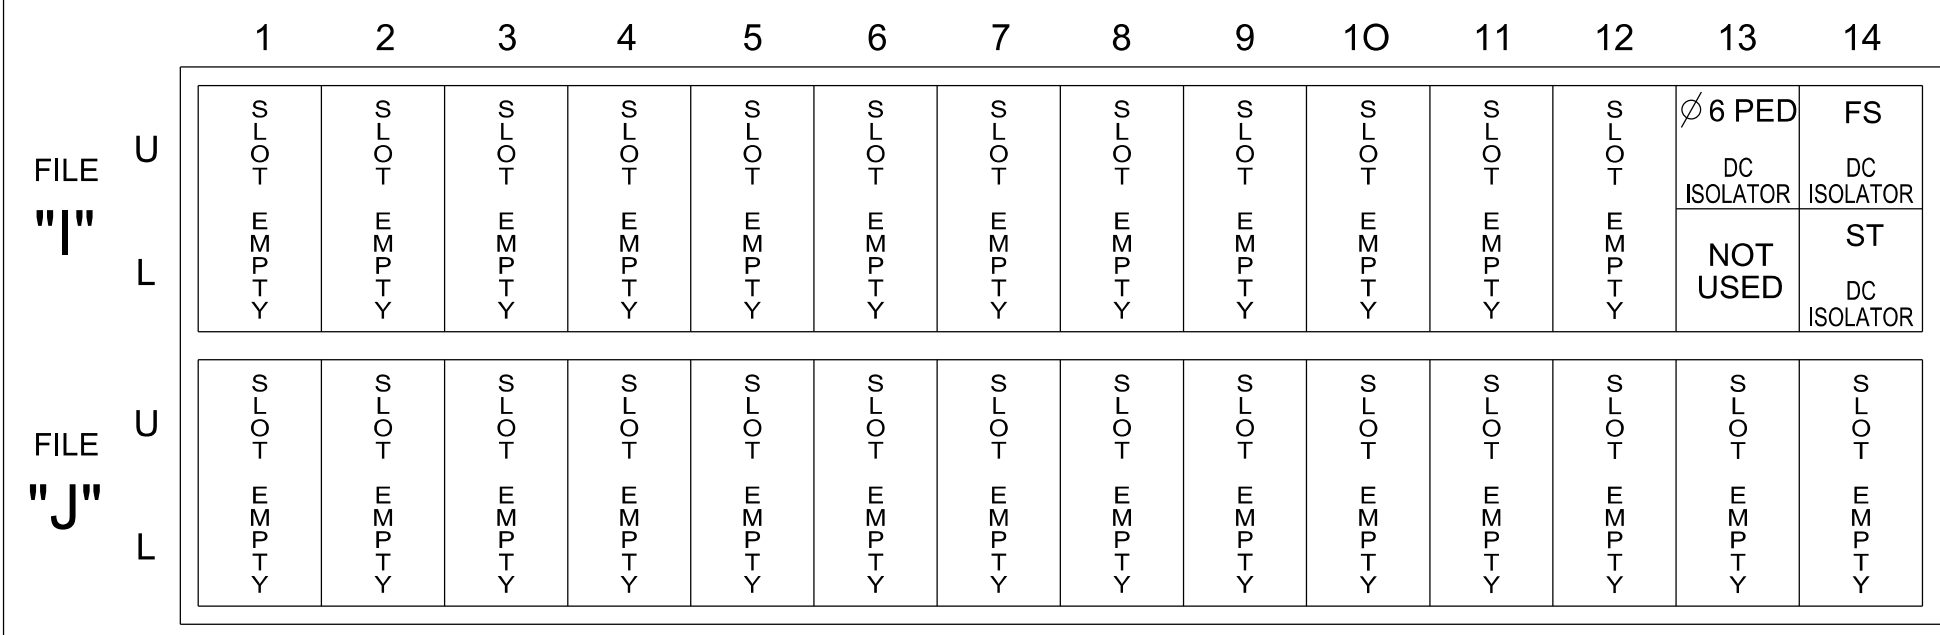 1 2 3 4 5 6 7 8 9 10 11 12 13 14
FILE "I"
U
L
SLOT EMPTY
SLOT EMPTY
SLOT EMPTY
SLOT EMPTY
SLOT EMPTY
SLOT EMPTY
SLOT EMPTY
SLOT EMPTY
SLOT EMPTY
SLOT EMPTY
SLOT EMPTY
SLOT EMPTY
∅ 6 PED
DC
ISOLATOR
NOT
USED
FS
DC
ISOLATOR
ST
DC
ISOLATOR
FILE "J"
U
L
SLOT EMPTY
SLOT EMPTY
SLOT EMPTY
SLOT EMPTY
SLOT EMPTY
SLOT EMPTY
SLOT EMPTY
SLOT EMPTY
SLOT EMPTY
SLOT EMPTY
SLOT EMPTY
SLOT EMPTY
SLOT EMPTY
SLOT EMPTY